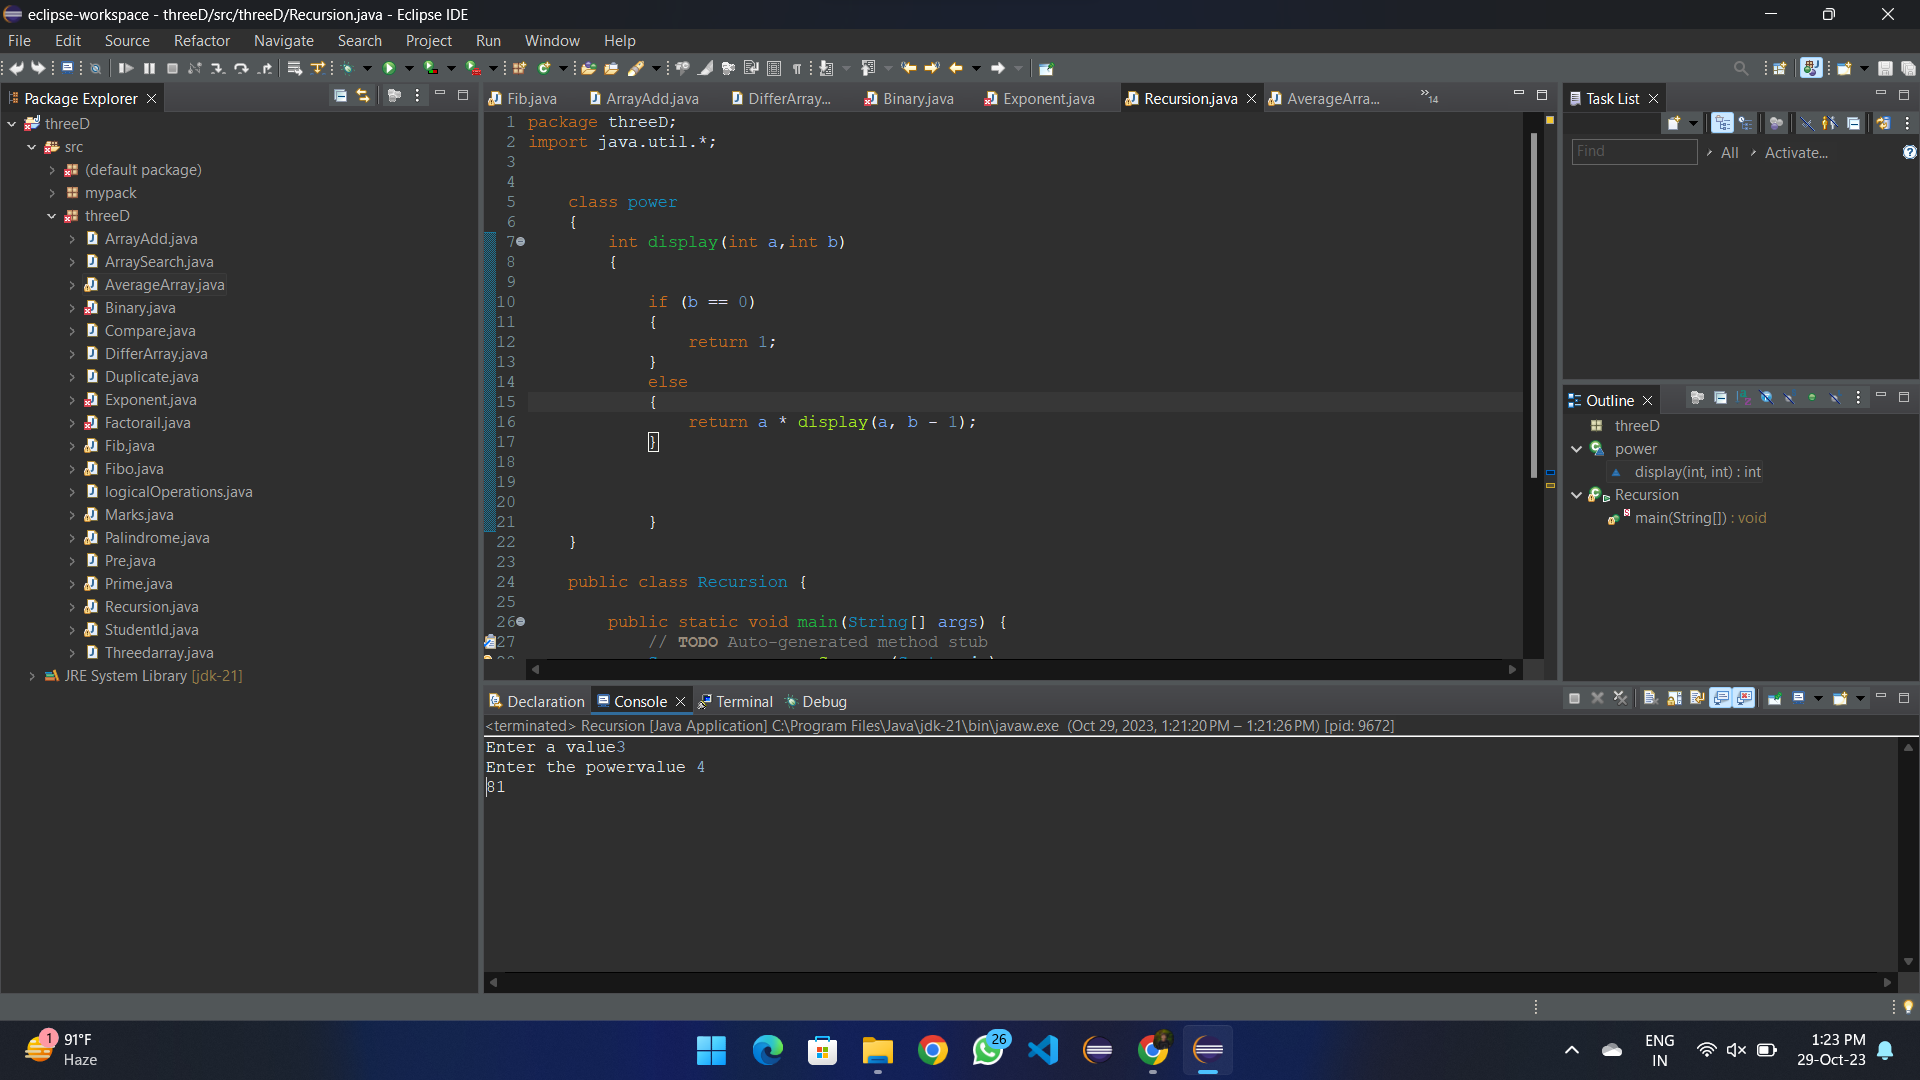 eclipse-workspace - threeD/src/threeD/Recursion.java - Eclipse IDE
File Edit Source Refactor Navigate Search Project Run Window Help
Package Explorer
threeD
src
(default package)
mypack
threeD
ArrayAdd.java
ArraySearch.java
AverageArray.java
Binary.java
Compare.java
DifferArray.java
Duplicate.java
Exponent.java
Factorail.java
Fib.java
Fibo.java
logicalOperations.java
Marks.java
Palindrome.java
Pre.java
Prime.java
Recursion.java
StudentId.java
Threedarray.java
JRE System Library [jdk-21]
Fib.java ArrayAdd.java DifferArray... Binary.java Exponent.java Recursion.java AverageArra... »14
1 package threeD;
2 import java.util.*;
3
4
5 class power
6 {
7 int display(int a,int b)
8 {
9
10 if (b == 0)
11 {
12 return 1;
13 }
14 else
15 {
16 return a * display(a, b - 1);
17 }
18
19
20
21 }
22 }
23
24 public class Recursion {
25
26 public static void main(String[] args) {
27 // TODO Auto-generated method stub
Task List
Find All Activate...
Outline
threeD
power
display(int, int) : int
Recursion
main(String[]) : void
Declaration Console Terminal Debug
<terminated> Recursion [Java Application] C:\Program Files\Java\jdk-21\bin\javaw.exe (Oct 29, 2023, 1:21:20 PM – 1:21:26 PM) [pid: 9672]
Enter a value3
Enter the powervalue 4
81
1
91°F
Haze
26
ENG
IN
1:23 PM
29-Oct-23